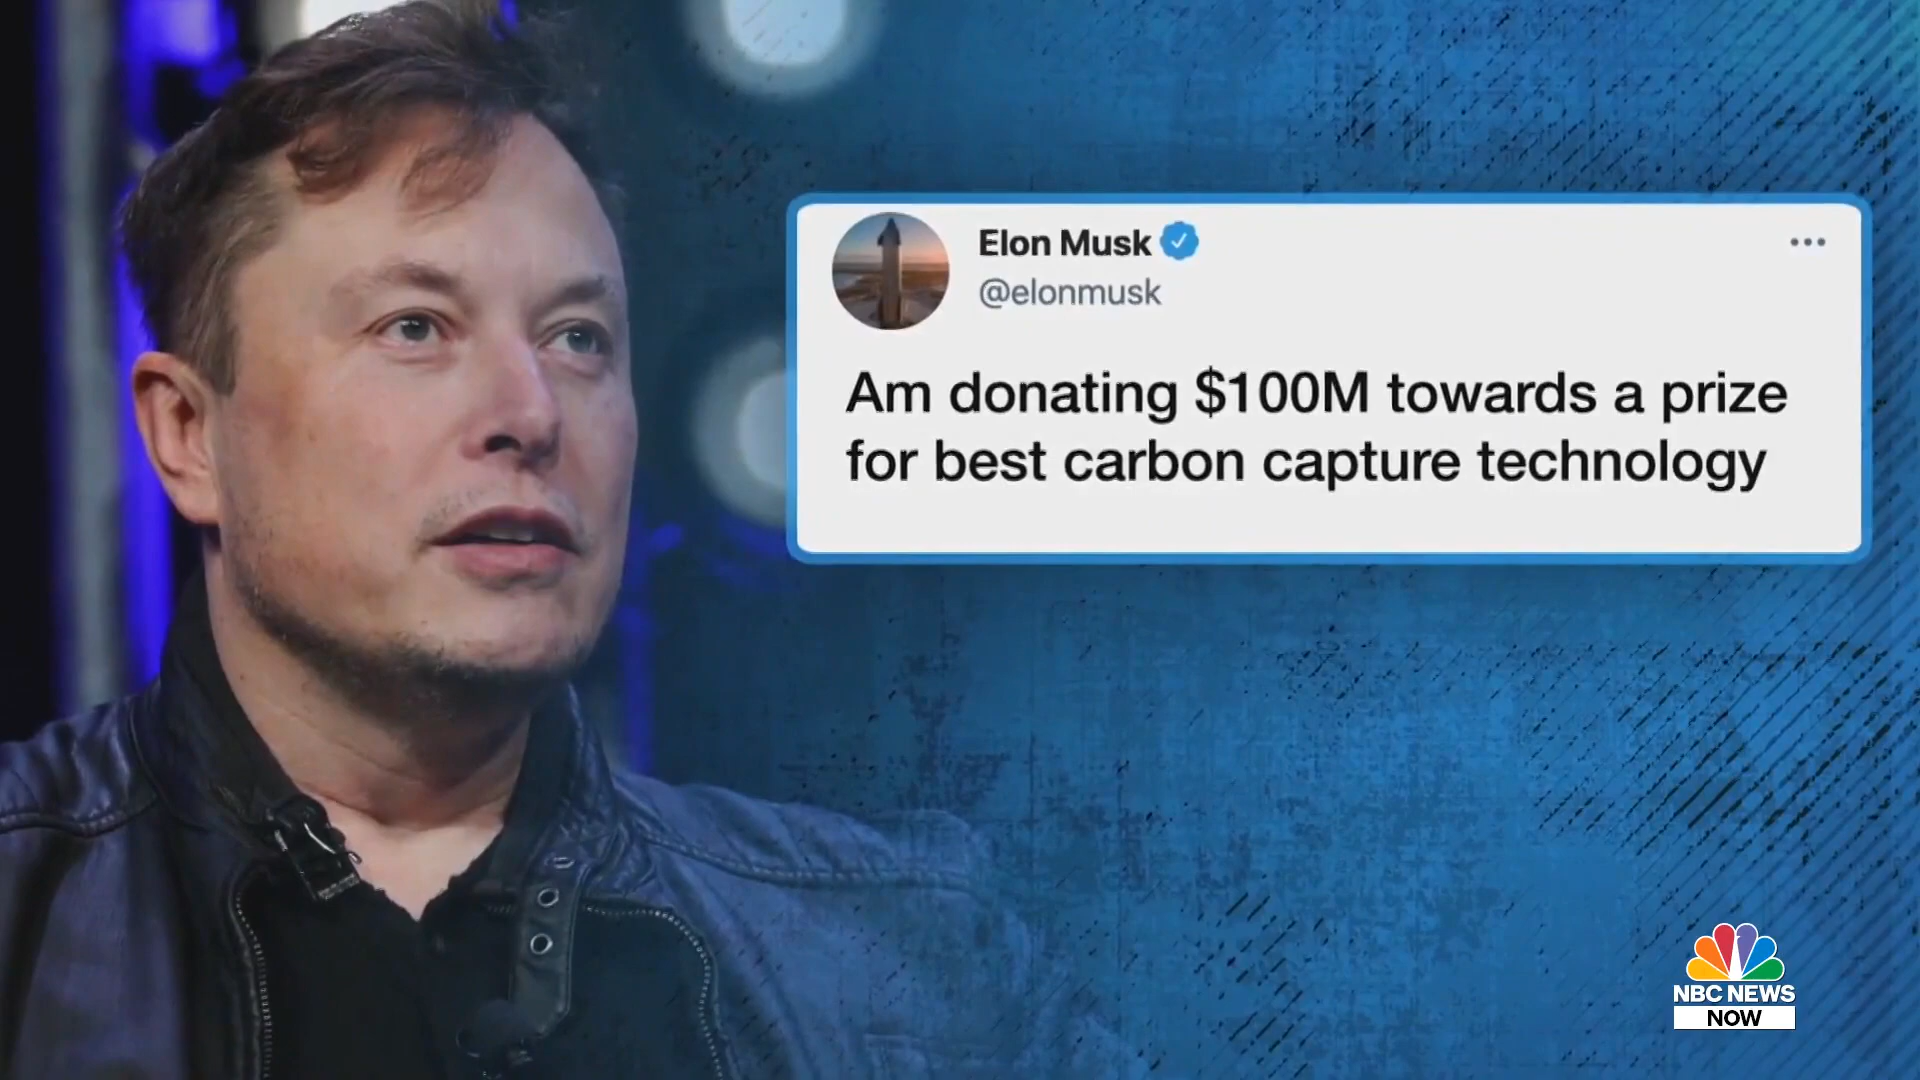 Elon Musk
@elonmusk
Am donating $100M towards a prize
for best carbon capture technology
NBC NEWS
NOW